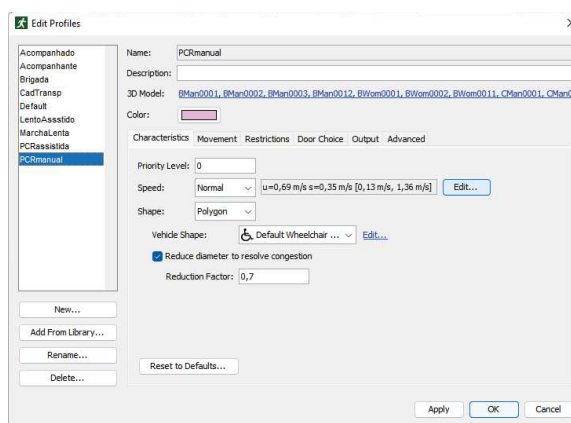 Edit Profiles
Acompanhado
Acompanhante
Brigada
CadTransp
Default
LentoAssstido
MarchaLenta
PCRassistida
PCRmanual
New...
Add From Library...
Rename...
Delete...
Name: PCRmanual
Description:
3D Model: BMan0001, BMan0002, BMan0003, BMan0012, BWom0001, BWom0002, BWom0011, CMan0001, CMan0
Color:
Characteristics Movement Restrictions Door Choice Output Advanced
Priority Level: 0
Speed: Normal u=0,69 m/s s=0,35 m/s [0,13 m/s, 1,36 m/s] Edit...
Shape: Polygon
Vehicle Shape: Default Wheelchair ... Edit...
Reduce diameter to resolve congestion
Reduction Factor: 0,7
Reset to Defaults...
Apply OK Cancel